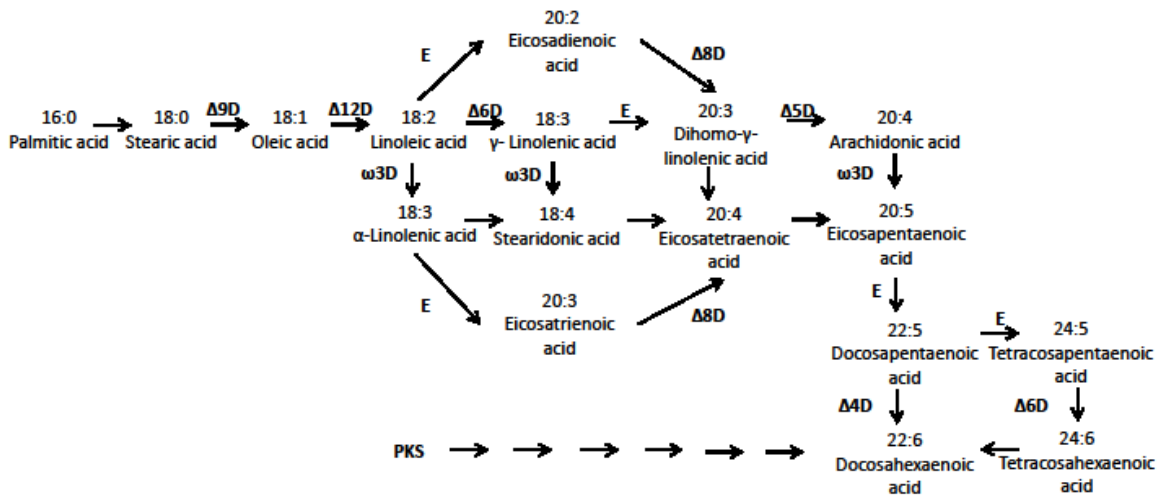 20:2
Eicosadienoic
acid
E
Δ8D
16:0
Palmitic acid
18:0
Stearic acid
Δ9D
18:1
Oleic acid
Δ12D
18:2
Linoleic acid
Δ6D
18:3
γ- Linolenic acid
E
20:3
Dihomo-γ-
linolenic acid
Δ5D
20:4
Arachidonic acid
ω3D
ω3D
ω3D
18:3
α-Linolenic acid
18:4
Stearidonic acid
20:4
Eicosatetraenoic
acid
20:5
Eicosapentaenoic
acid
E
20:3
Eicosatrienoic
acid
Δ8D
E
22:5
Docosapentaenoic
acid
E
24:5
Tetracosapentaenoic
acid
Δ4D
Δ6D
PKS
22:6
Docosahexaenoic
acid
24:6
Tetracosahexaenoic
acid